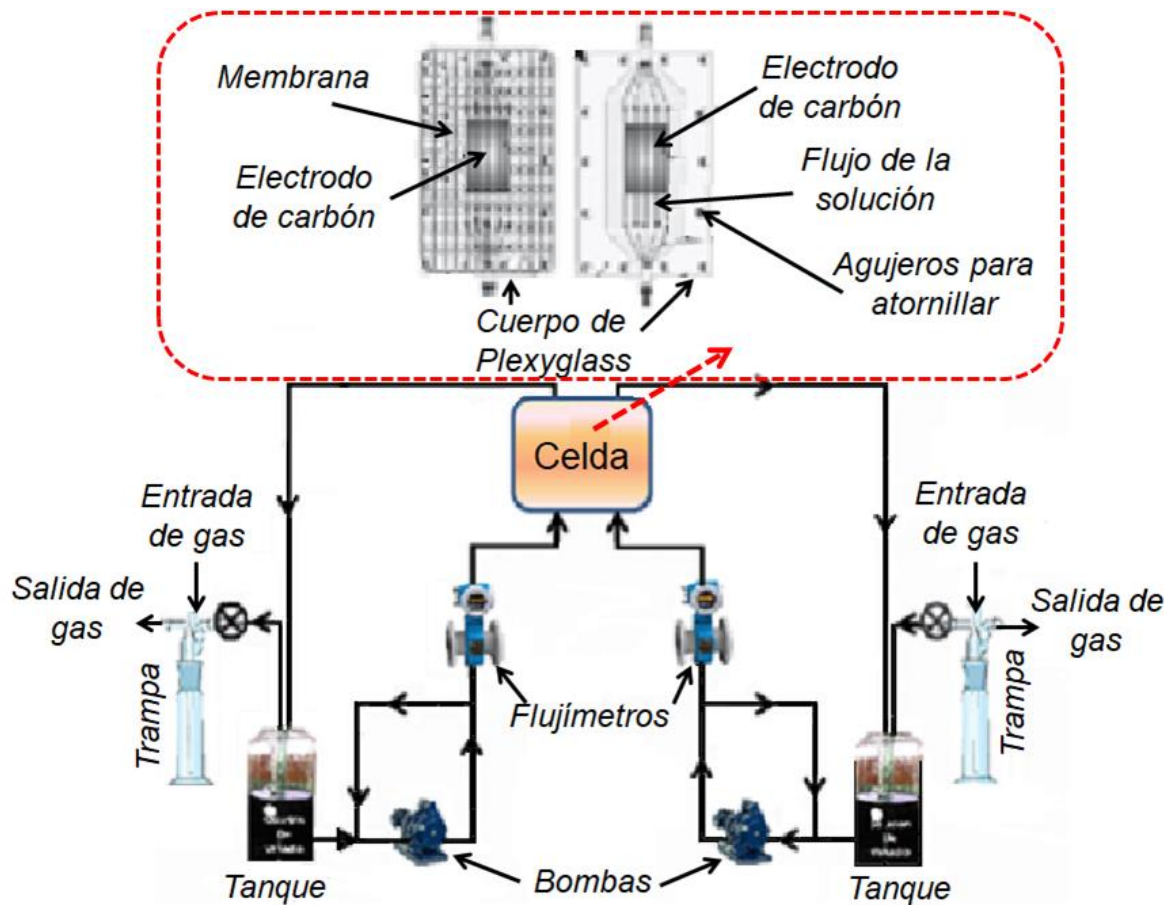 Membrana
Electrodo
de carbón
Electrodo
de carbón
Flujo de la
solución
Agujeros para
atornillar
Cuerpo de
Plexyglass
Celda
Entrada
de gas
Salida de
gas
Trampa
Flujímetros
Entrada
de gas
Salida de
gas
Trampa
Tanque
Bombas
Tanque